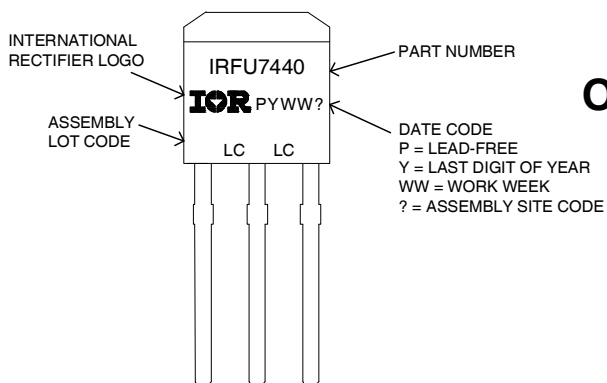 INTERNATIONAL
RECTIFIER LOGO
ASSEMBLY
LOT CODE
IRFU7440
IOR PYWW?
LC LC
PART NUMBER
O
DATE CODE
P = LEAD-FREE
Y = LAST DIGIT OF YEAR
WW = WORK WEEK
? = ASSEMBLY SITE CODE